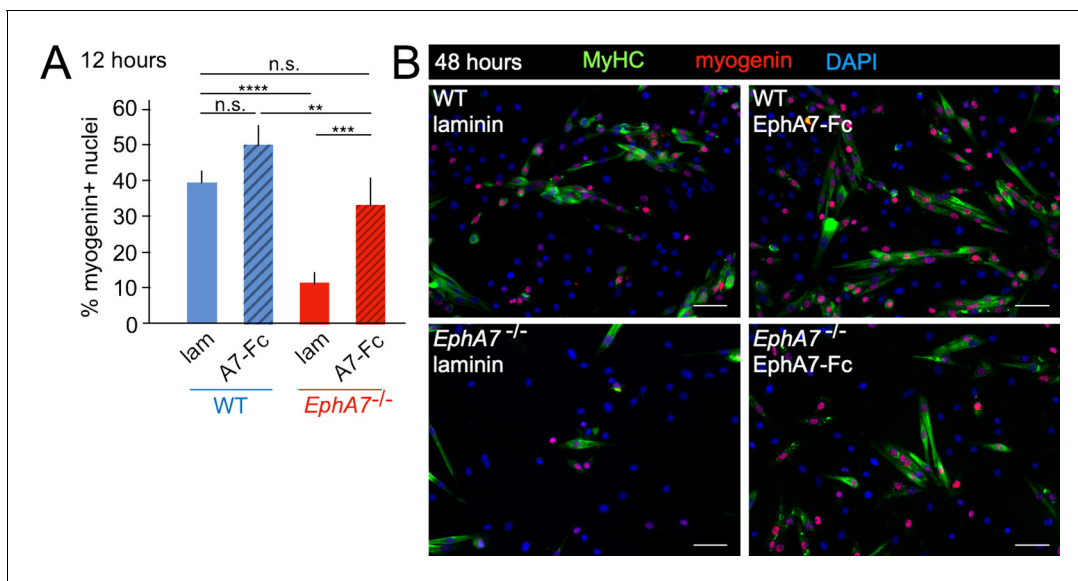 A 12 hours
n.s.
****
n.s.
**
***
% myogenin+ nuclei
60
50
40
30
20
10
0
lam
A7-Fc
lam
A7-Fc
WT
EphA7-/-
B 48 hours MyHC myogenin DAPI
WT
laminin
WT
EphA7-Fc
EphA7 -/-
laminin
EphA7 -/-
EphA7-Fc